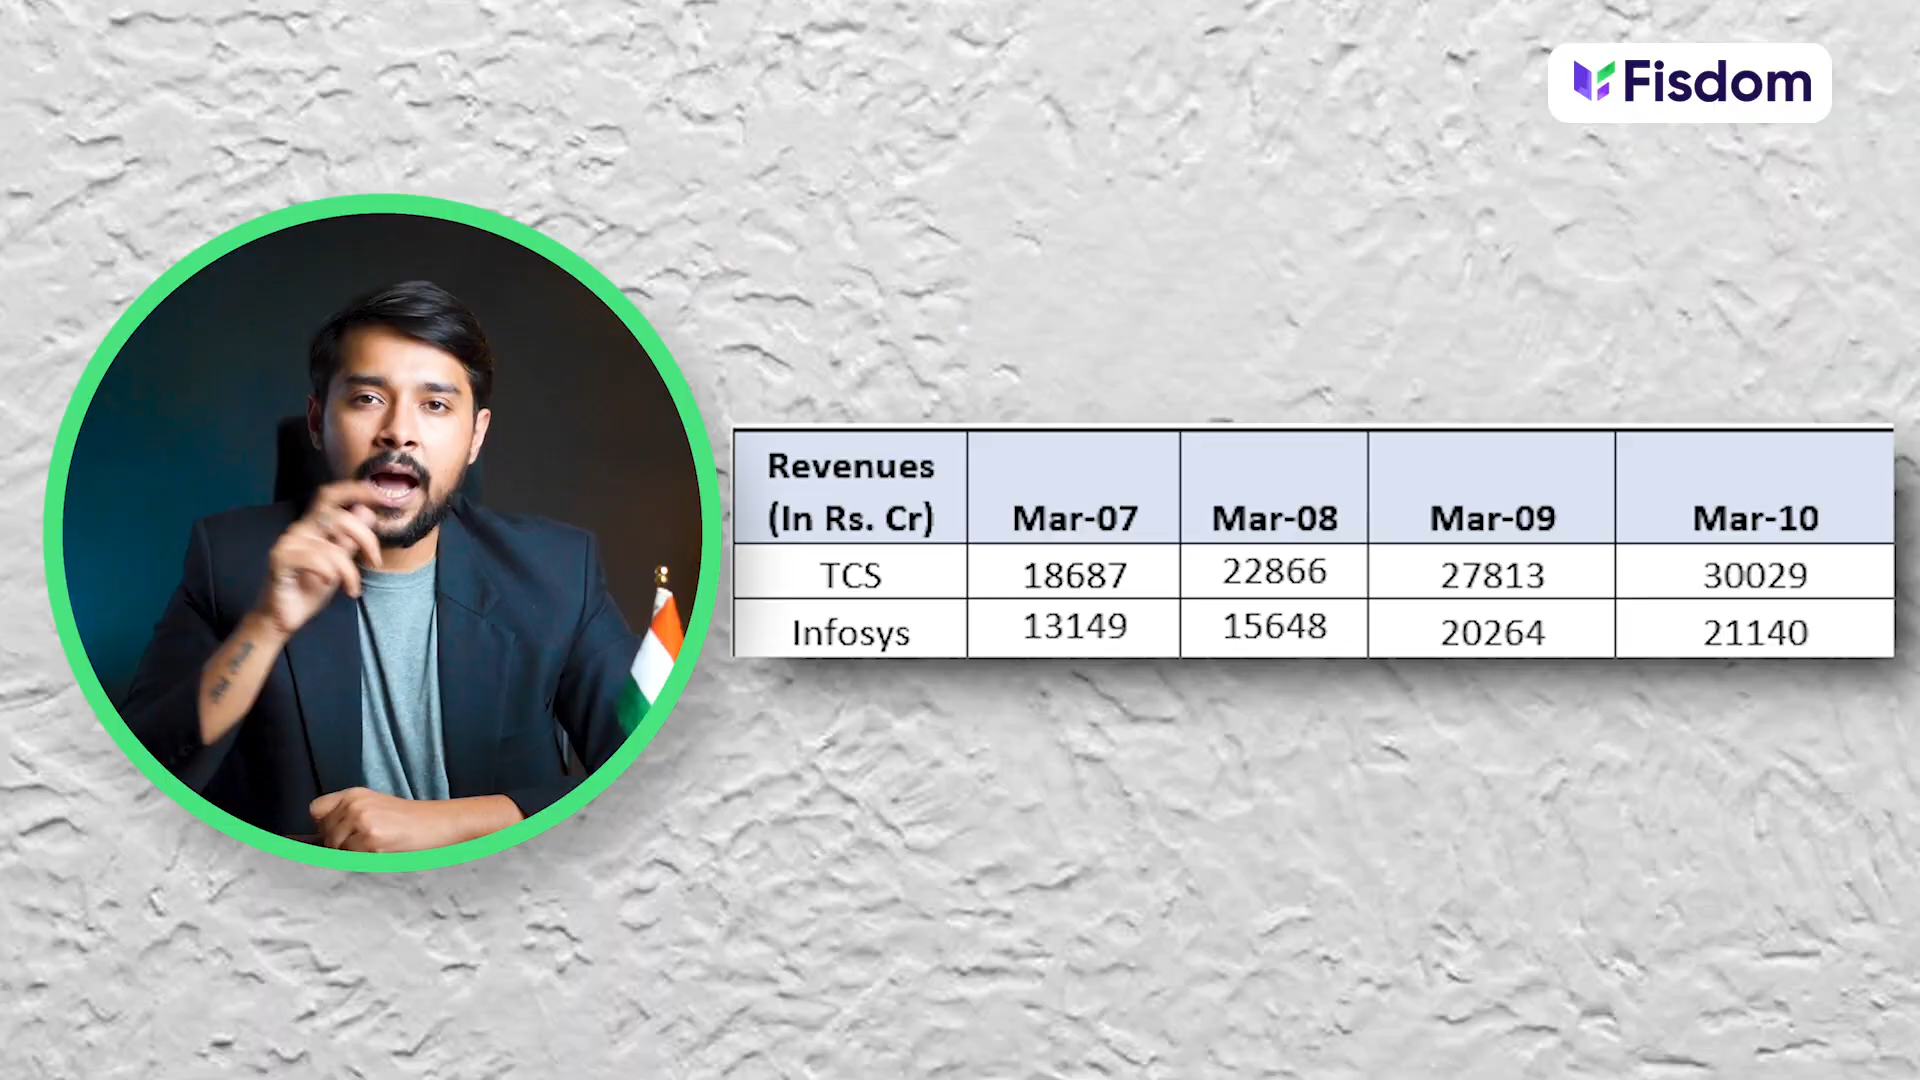 Fisdom
Revenues
(In Rs. Cr) Mar-07 Mar-08 Mar-09 Mar-10
TCS 18687 22866 27813 30029
Infosys 13149 15648 20264 21140